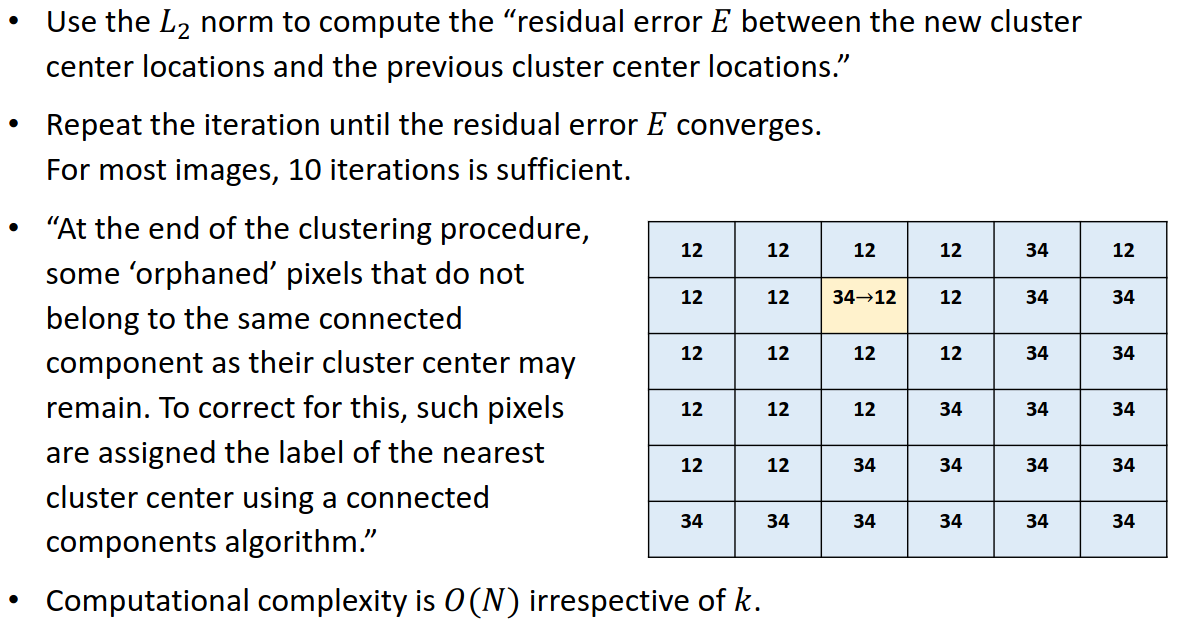 • Use the L₂ norm to compute the “residual error E between the new cluster
center locations and the previous cluster center locations.”
• Repeat the iteration until the residual error E converges.
For most images, 10 iterations is sufficient.
• “At the end of the clustering procedure,
some ‘orphaned’ pixels that do not
belong to the same connected
component as their cluster center may
remain. To correct for this, such pixels
are assigned the label of the nearest
cluster center using a connected
components algorithm.”
12 12 12 12 34 12
12 12 34→12 12 34 34
12 12 12 12 34 34
12 12 12 34 34 34
12 12 34 34 34 34
34 34 34 34 34 34
• Computational complexity is O(N) irrespective of k.